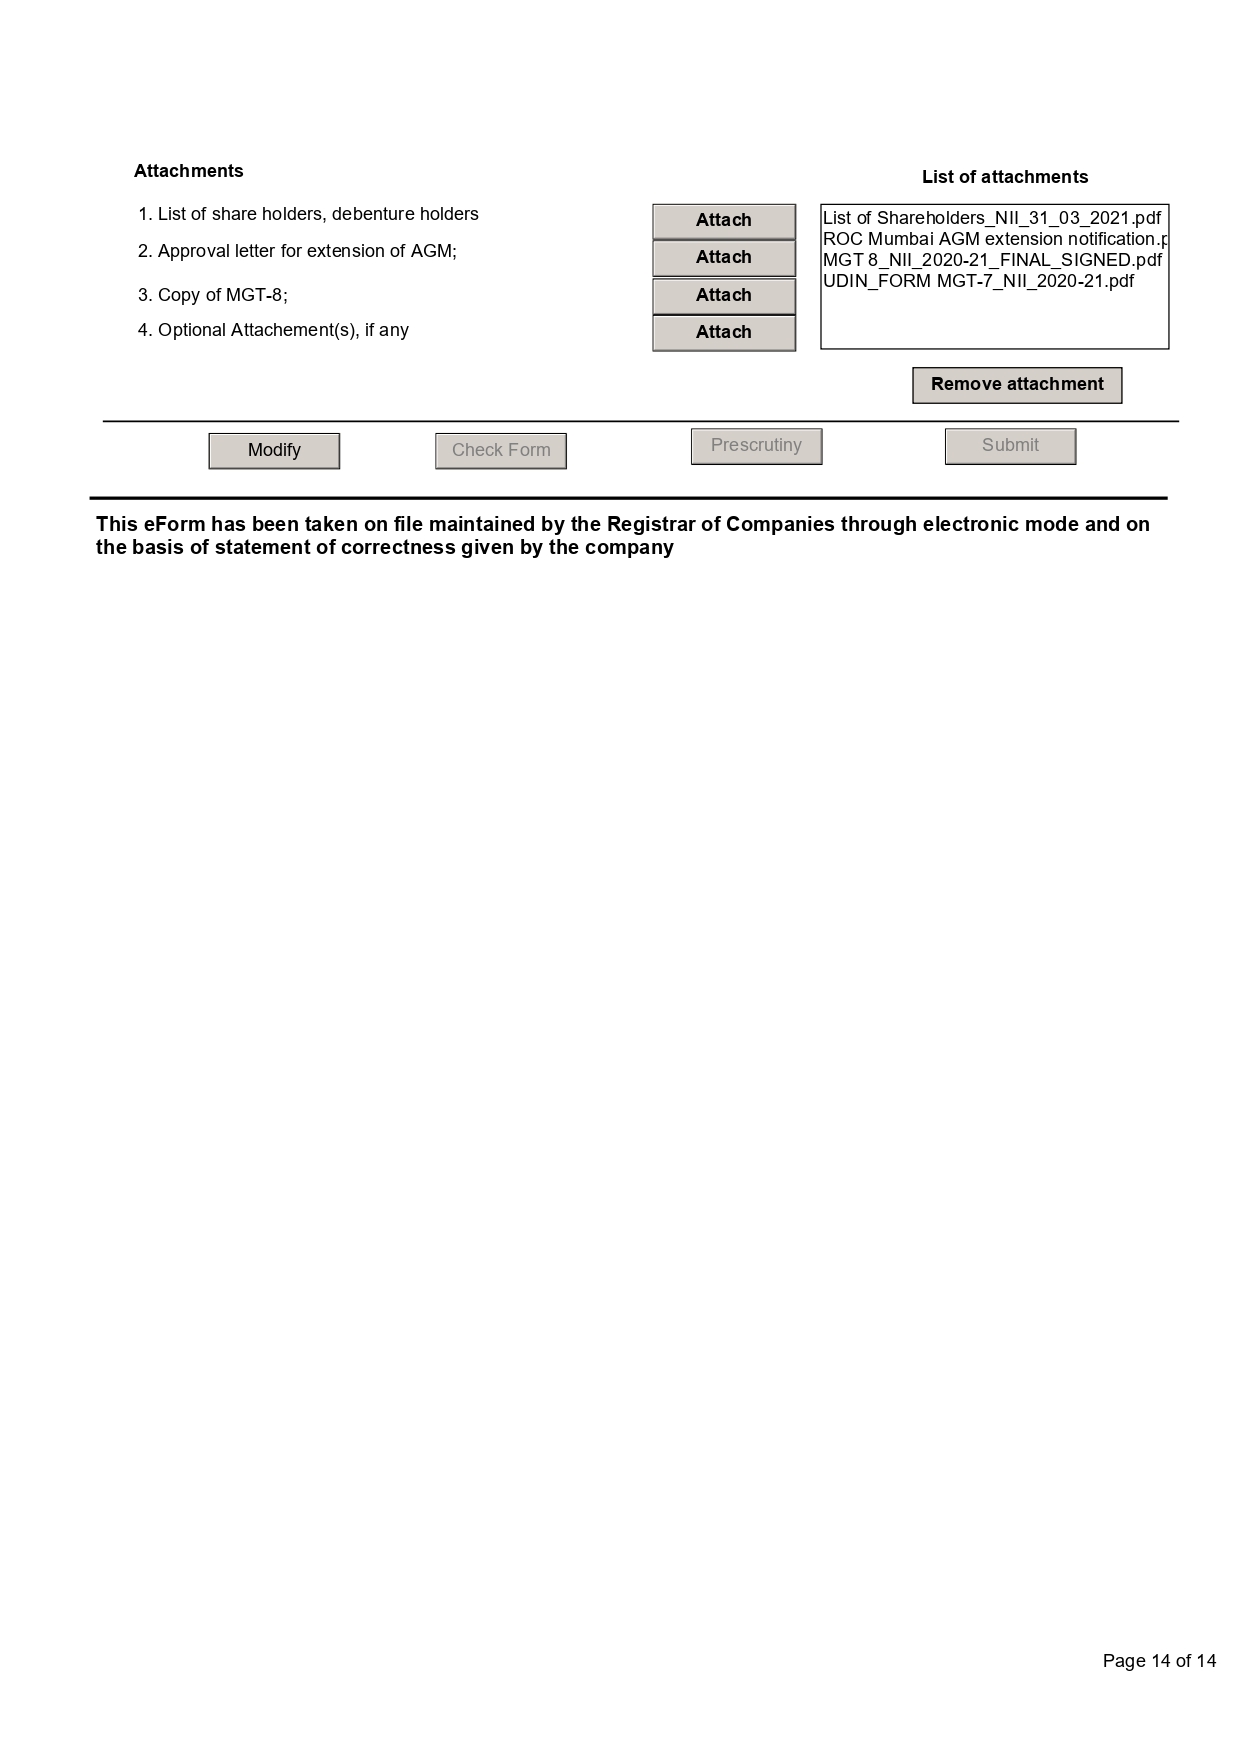 Attachments
List of attachments
1. List of share holders, debenture holders
Attach
List of Shareholders_NII_31_03_2021.pdf
ROC Mumbai AGM extension notification.p
MGT 8_NII_2020-21_FINAL_SIGNED.pdf
UDIN_FORM MGT-7_NII_2020-21.pdf
2. Approval letter for extension of AGM;
Attach
3. Copy of MGT-8;
Attach
4. Optional Attachement(s), if any
Attach
Remove attachment
Modify
Check Form
Prescrutiny
Submit
This eForm has been taken on file maintained by the Registrar of Companies through electronic mode and on
the basis of statement of correctness given by the company
Page 14 of 14